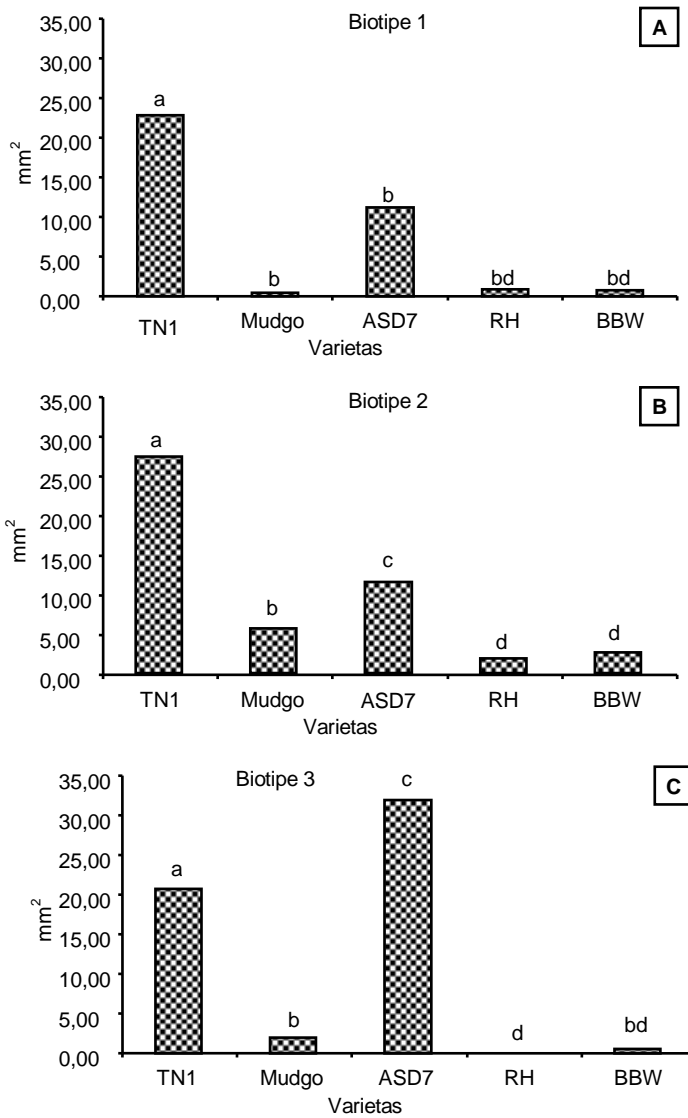 Biotipe 1
A
35,00
30,00
25,00
20,00
15,00
10,00
5,00
0,00
mm²
a
b
b
bd
bd
TN1 Mudgo ASD7 RH BBW
Varietas
Biotipe 2
B
35,00
30,00
25,00
20,00
15,00
10,00
5,00
0,00
mm²
a
b
c
d
d
TN1 Mudgo ASD7 RH BBW
Varietas
Biotipe 3
C
35,00
30,00
25,00
20,00
15,00
10,00
5,00
0,00
mm²
a
b
c
d
bd
TN1 Mudgo ASD7 RH BBW
Varietas